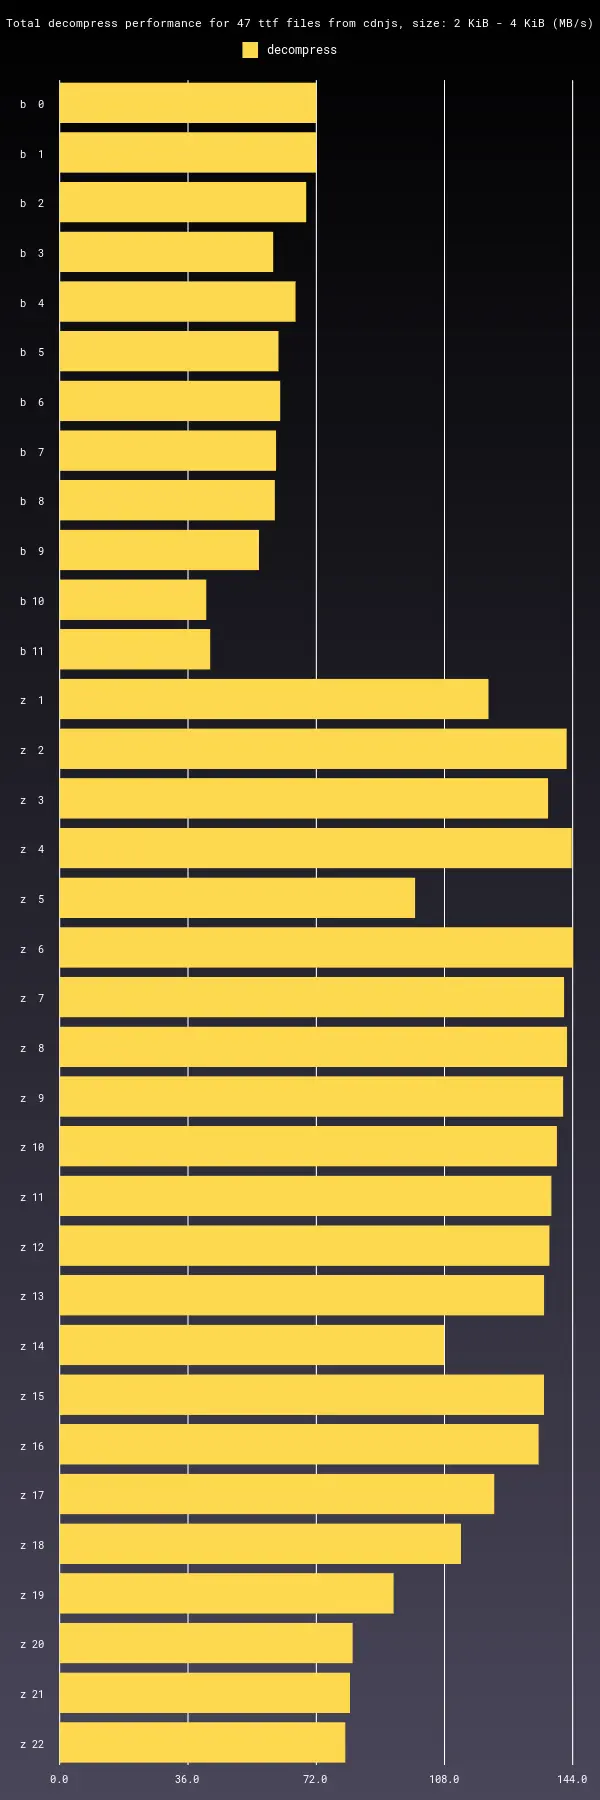 Total decompress performance for 47 ttf files from cdnjs, size: 2 KiB - 4 KiB (MB/s)
decompress
b 0
b 1
b 2
b 3
b 4
b 5
b 6
b 7
b 8
b 9
b 10
b 11
z 1
z 2
z 3
z 4
z 5
z 6
z 7
z 8
z 9
z 10
z 11
z 12
z 13
z 14
z 15
z 16
z 17
z 18
z 19
z 20
z 21
z 22
0.0 36.0 72.0 108.0 144.0